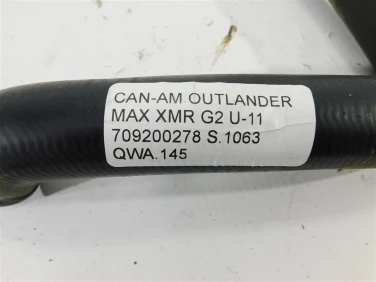 CAN-AM OUTLANDER
MAX XMR G2 U-11
709200278 S.1063
QWA.145